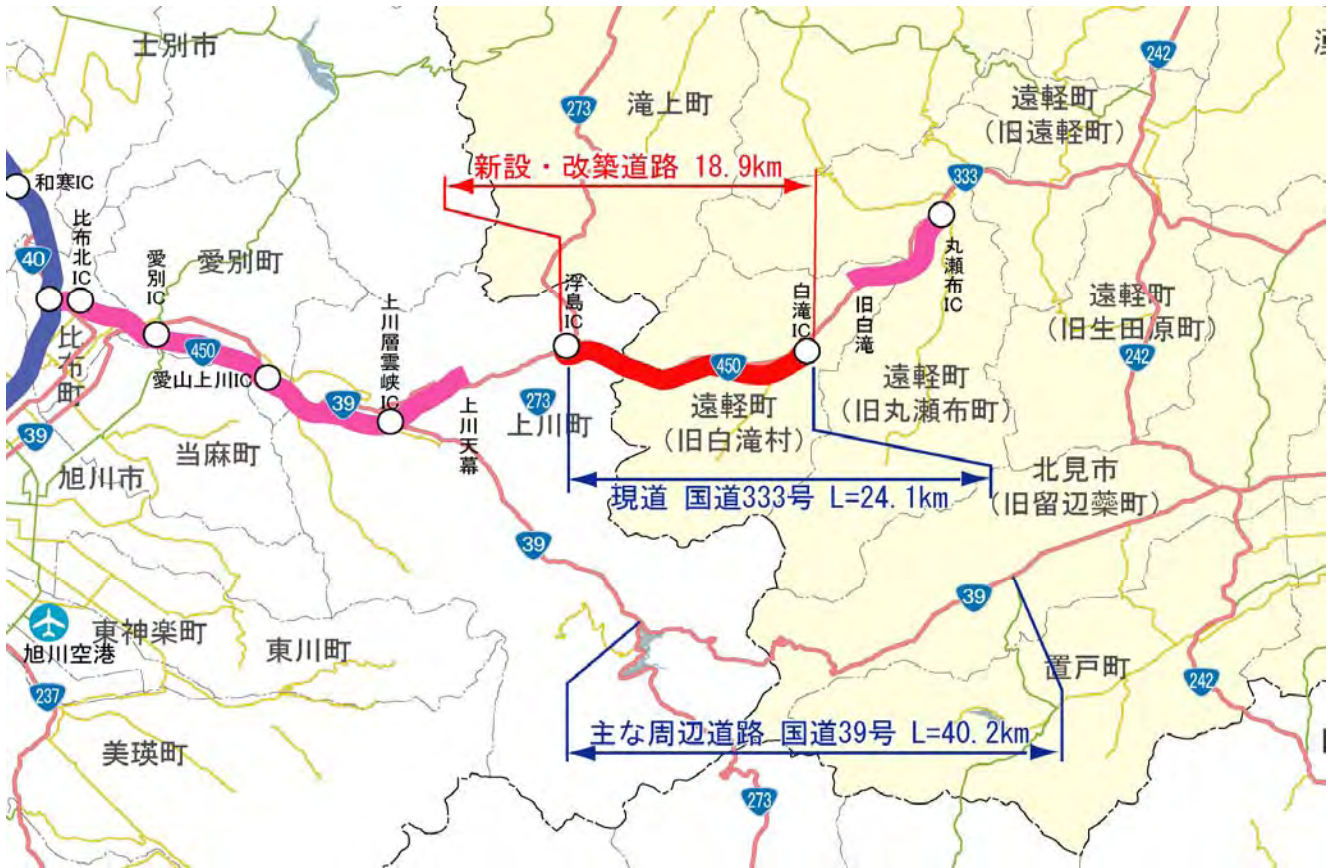 士別市
242
湧
273
滝上町
遠軽町
(旧遠軽町)
新設・改築道路 18.9km
333
和寒IC
比布北IC
40
愛別IC
愛別町
丸瀬布IC
浮島IC
白滝IC
旧白滝
遠軽町
(旧生田原町)
比布町
450
上川層雲峡IC
愛山上川IC
450
242
39
273
上川町
遠軽町
(旧白滝村)
遠軽町
(旧丸瀬布町)
39
当麻町
上川天幕
旭川市
北見市
(旧留辺蘂町)
現道 国道333号 L=24.1km
39
39
東神楽町
旭川空港
東川町
置戸町
237
242
主な周辺道路 国道39号 L=40.2km
美瑛町
273